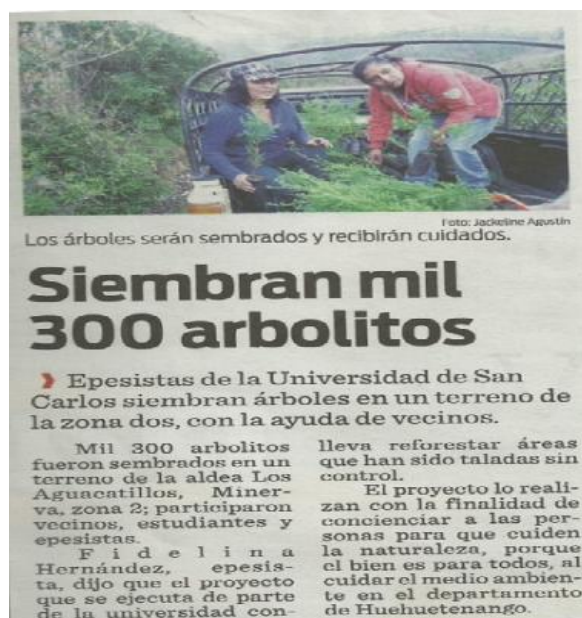 Foto: Jackeline Agustín
Los árboles serán sembrados y recibirán cuidados.
Siembran mil
300 arbolitos
Epesistas de la Universidad de San
Carlos siembran árboles en un terreno de
la zona dos, con la ayuda de vecinos.
Mil 300 arbolitos
fueron sembrados en un
terreno de la aldea Los
Aguacatillos, Miner-
va, zona 2; participaron
vecinos, estudiantes y
epesistas.
Fidelina
Hernández, epesis-
ta, dijo que el proyecto
que se ejecuta de parte
de la universidad con-
lleva reforestar áreas
que han sido taladas sin
control.
El proyecto lo reali-
zan con la finalidad de
concienciar a las per-
sonas para que cuiden
la naturaleza, porque
el bien es para todos, al
cuidar el medio ambien-
te en el departamento
de Huehuetenango.